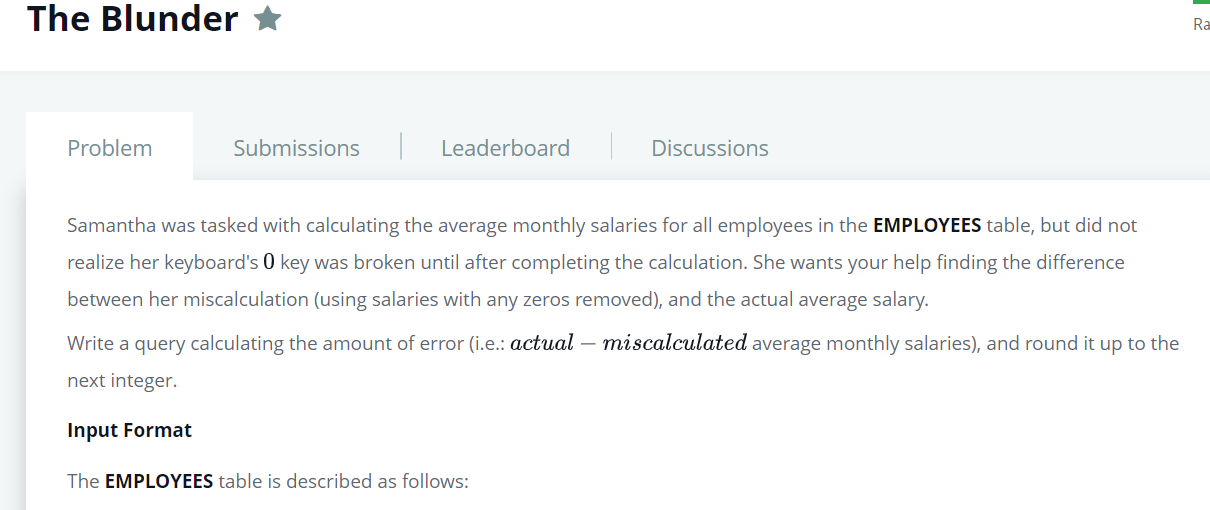 The Blunder
Ra
Problem
Submissions
Leaderboard
Discussions
Samantha was tasked with calculating the average monthly salaries for all employees in the EMPLOYEES table, but did not
realize her keyboard's 0 key was broken until after completing the calculation. She wants your help finding the difference
between her miscalculation (using salaries with any zeros removed), and the actual average salary.
Write a query calculating the amount of error (i.e.: actual − miscalculated average monthly salaries), and round it up to the
next integer.
Input Format
The EMPLOYEES table is described as follows: